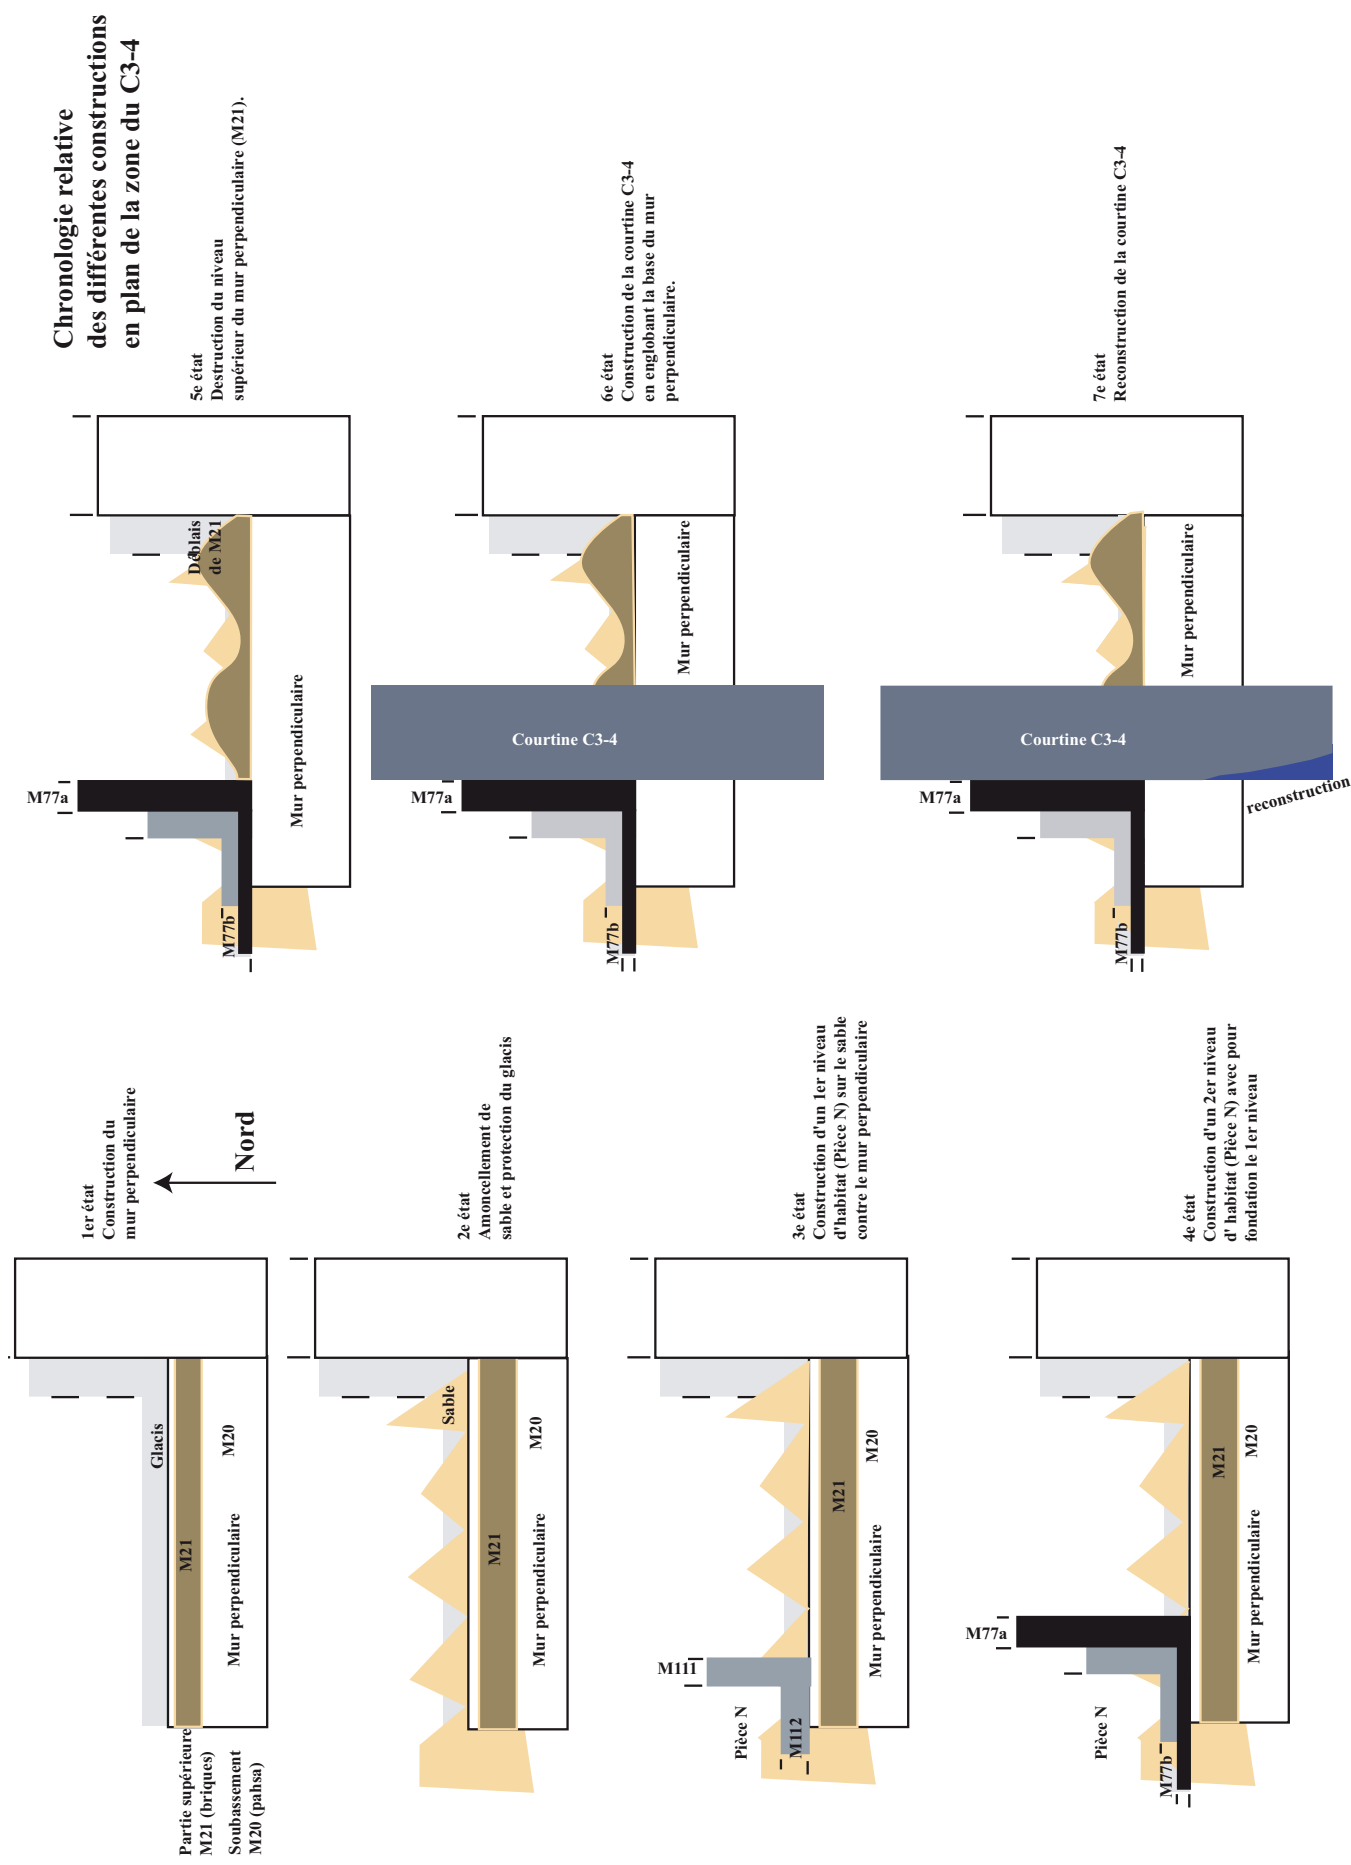 Chronologie relative
des différentes constructions
en plan de la zone du C3-4
1er état
Construction du
mur perpendiculaire
Nord
Glacis
M21
M20
Mur perpendiculaire
Partie supérieure
M21 (briques)
Soubassement
M20 (pahsa)
2e état
Amoncellement de
sable et protection du glacis
Sable
M21
M20
Mur perpendiculaire
3e état
Construction d'un 1er niveau
d'habitat (Pièce N) sur le sable
contre le mur perpendiculaire
M111
Pièce N
M112
M21
M20
Mur perpendiculaire
4e état
Construction d'un 2er niveau
d' habitat (Pièce N) avec pour
fondation le 1er niveau
M77a
Pièce N
M77b
M21
M20
Mur perpendiculaire
5e état
Destruction du niveau
supérieur du mur perpendiculaire (M21).
Déblais
de M21
M77a
M77b
Mur perpendiculaire
6e état
Construction de la courtine C3-4
en englobant la base du mur
perpendiculaire.
Mur perpendiculaire
Courtine C3-4
M77a
M77b
7e état
Reconstruction de la courtine C3-4
Mur perpendiculaire
Courtine C3-4
M77a
reconstruction
M77b